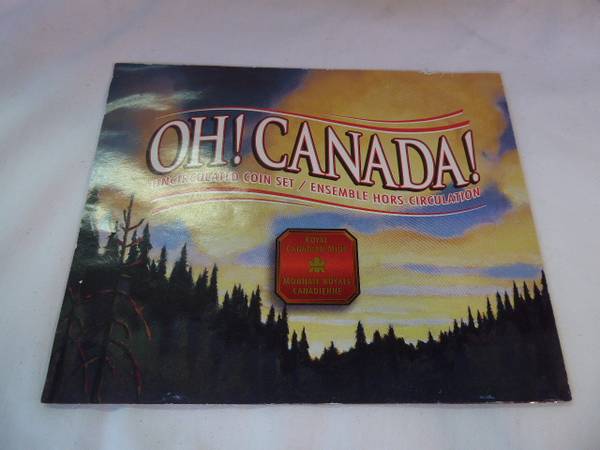 OH! CANADA!
UNCIRCULATED COIN SET / ENSEMBLE HORS-CIRCULATION
ROYAL
CANADIAN MINT
MONNAIE ROYALE
CANADIENNE